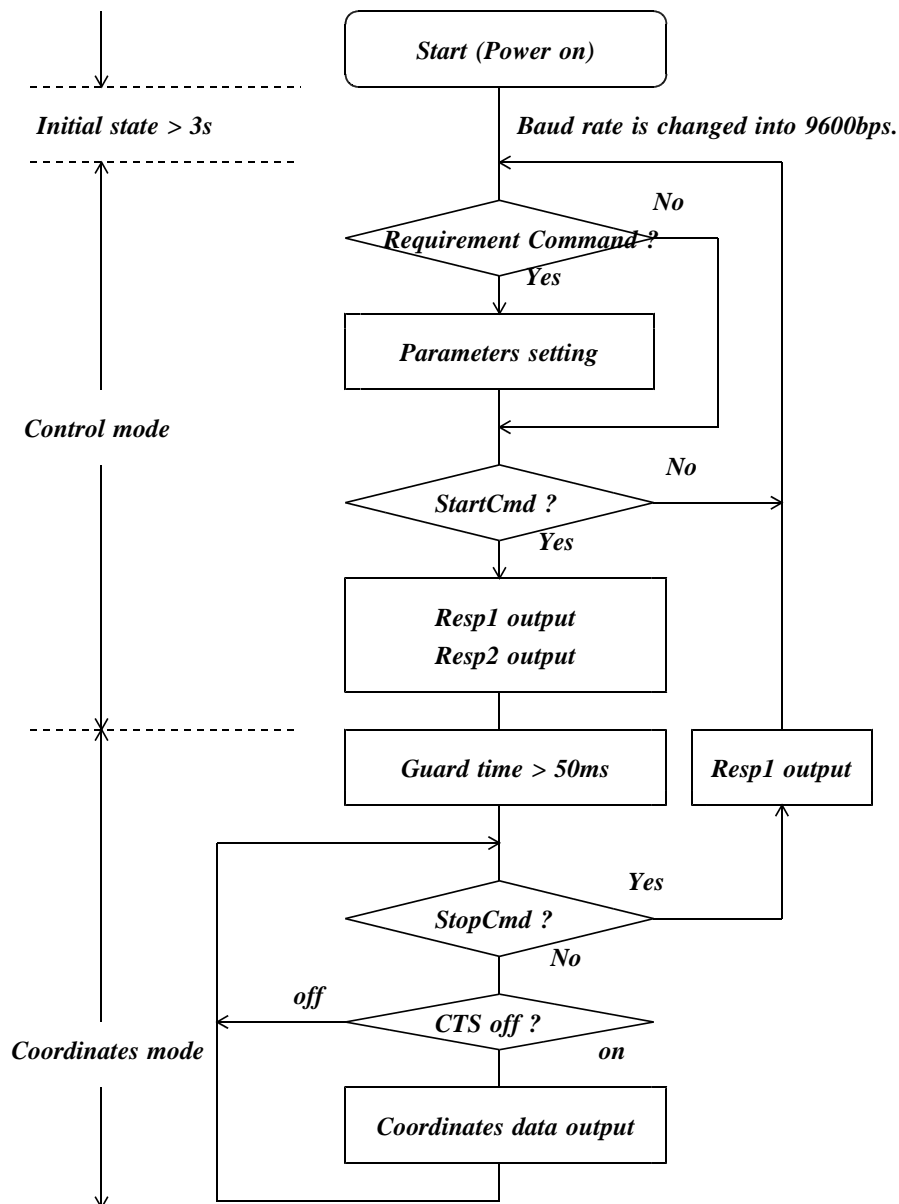 Start (Power on)
Initial state > 3s
Baud rate is changed into 9600bps.
No
Requirement Command ?
Yes
Parameters setting
Control mode
No
StartCmd ?
Yes
Resp1 output
Resp2 output
Guard time > 50ms
Resp1 output
Yes
StopCmd ?
No
off
CTS off ?
on
Coordinates mode
Coordinates data output